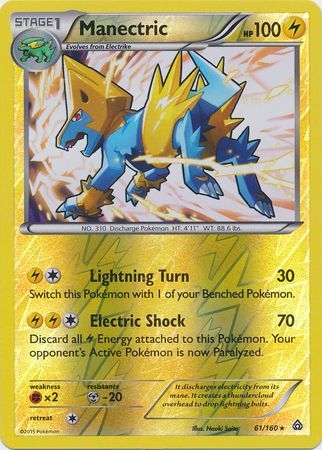 STAGE1
Manectric
HP100
Evolves from Electrike
NO. 310 Discharge Pokémon HT: 4'11" WT: 88.6 lbs.
Lightning Turn 30
Switch this Pokémon with 1 of your Benched Pokémon.
Electric Shock 70
Discard all Energy attached to this Pokémon. Your
opponent's Active Pokémon is now Paralyzed.
weakness
×2
resistance
-20
retreat
It discharges electricity from its
mane. It creates a thundercloud
overhead to drop lightning bolts.
©2015 Pokémon
Illus. Naoki Saito
61/160